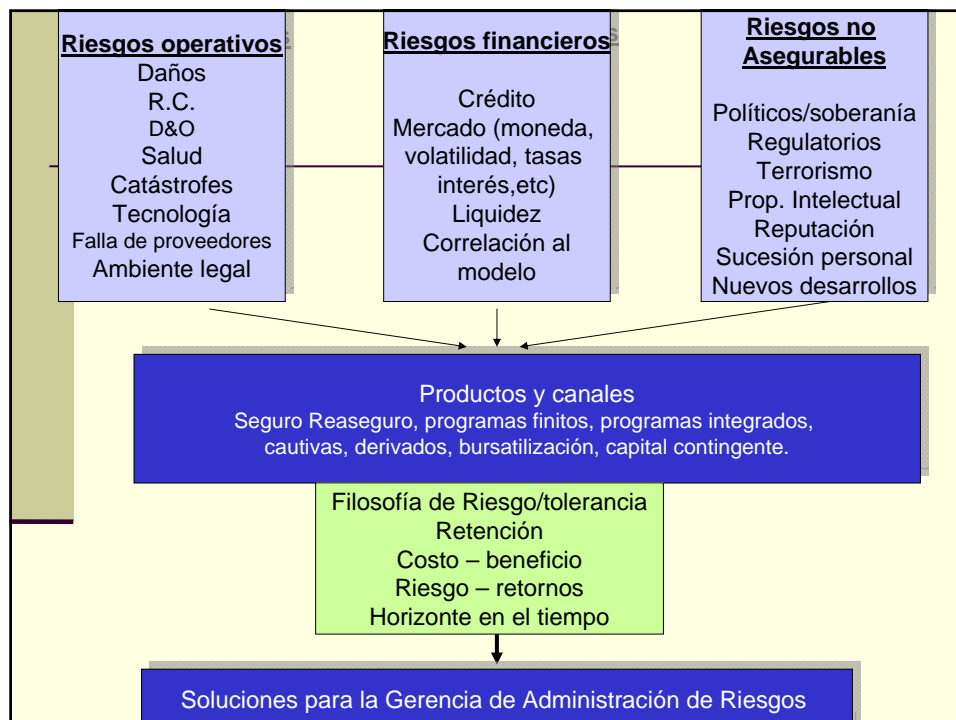 Riesgos operativos
Daños
R.C.
D&O
Salud
Catástrofes
Tecnología
Falla de proveedores
Ambiente legal
Riesgos financieros
Crédito
Mercado (moneda,
volatilidad, tasas
interés,etc)
Liquidez
Correlación al
modelo
Riesgos no
Asegurables
Políticos/soberanía
Regulatorios
Terrorismo
Prop. Intelectual
Reputación
Sucesión personal
Nuevos desarrollos
Productos y canales
Seguro Reaseguro, programas finitos, programas integrados,
cautivas, derivados, bursatilización, capital contingente.
Filosofía de Riesgo/tolerancia
Retención
Costo – beneficio
Riesgo – retornos
Horizonte en el tiempo
Soluciones para la Gerencia de Administración de Riesgos